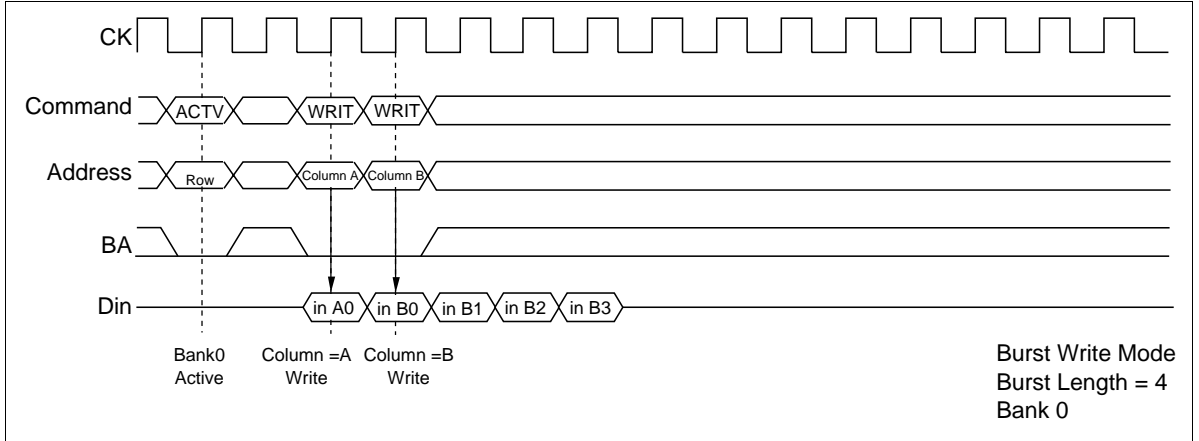 CK
Command ACTV WRIT WRIT
Address Row Column A Column B
BA
Din in A0 in B0 in B1 in B2 in B3
Bank0 Column =A Column =B
Active Write Write
Burst Write Mode
Burst Length = 4
Bank 0